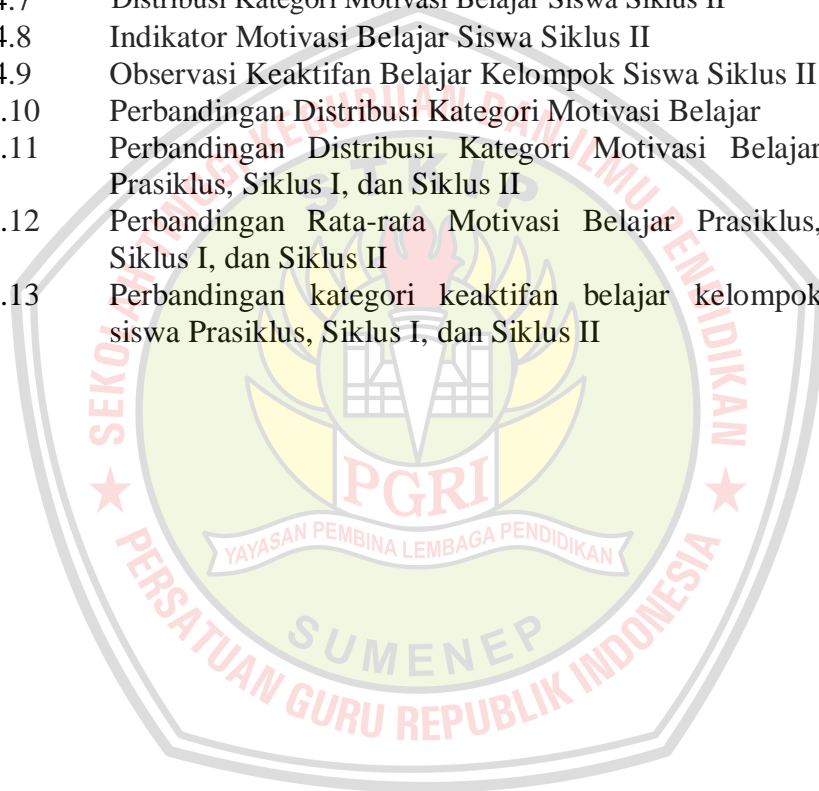 4.7 Distribusi Kategori Motivasi Belajar Siswa Siklus II
4.8 Indikator Motivasi Belajar Siswa Siklus II
4.9 Observasi Keaktifan Belajar Kelompok Siswa Siklus II
.10 Perbandingan Distribusi Kategori Motivasi Belajar
.11 Perbandingan Distribusi Kategori Motivasi Belajar
Prasiklus, Siklus I, dan Siklus II
.12 Perbandingan Rata-rata Motivasi Belajar Prasiklus,
Siklus I, dan Siklus II
.13 Perbandingan kategori keaktifan belajar kelompok
siswa Prasiklus, Siklus I, dan Siklus II
SEKOLAH TINGGI KEGURUAN DAN ILMU PENDIDIKAN
STKIP
PGRI
YAYASAN PEMBINA LEMBAGA PENDIDIKAN
SUMENEP
PERSATUAN GURU REPUBLIK INDONESIA